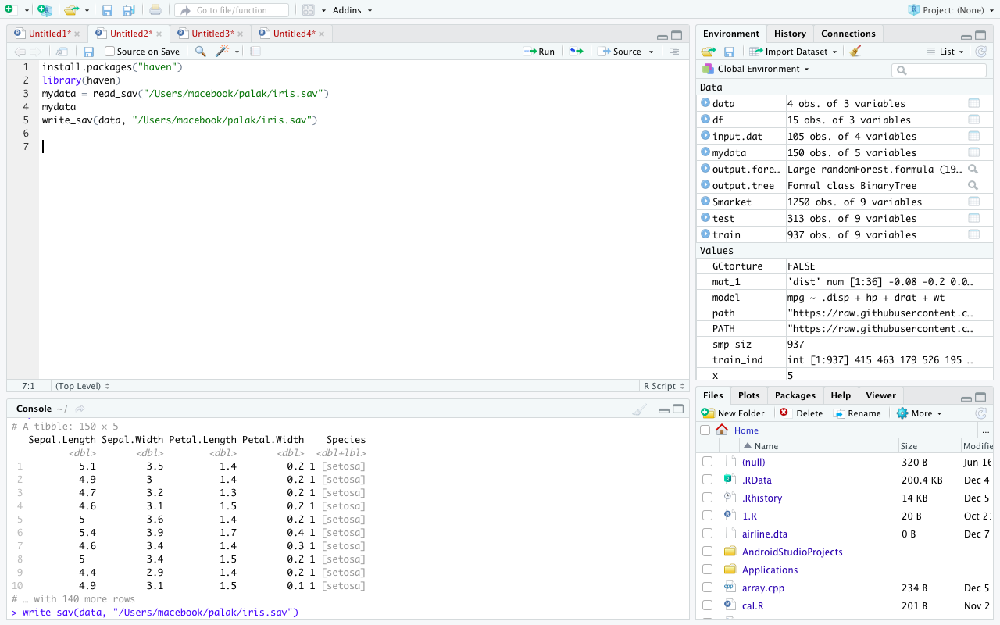 Go to file/function Addins Project: (None)
Untitled1* Untitled2* Untitled3* Untitled4*
Source on Save Run Source
1 install.packages("haven")
2 library(haven)
3 mydata = read_sav("/Users/macebook/palak/iris.sav")
4 mydata
5 write_sav(data, "/Users/macebook/palak/iris.sav")
6
7
7:1 (Top Level) R Script
Console ~/
# A tibble: 150 × 5
Sepal.Length Sepal.Width Petal.Length Petal.Width Species
<dbl> <dbl> <dbl> <dbl> <dbl+lbl>
1 5.1 3.5 1.4 0.2 1 [setosa]
2 4.9 3 1.4 0.2 1 [setosa]
3 4.7 3.2 1.3 0.2 1 [setosa]
4 4.6 3.1 1.5 0.2 1 [setosa]
5 5 3.6 1.4 0.2 1 [setosa]
6 5.4 3.9 1.7 0.4 1 [setosa]
7 4.6 3.4 1.4 0.3 1 [setosa]
8 5 3.4 1.5 0.2 1 [setosa]
9 4.4 2.9 1.4 0.2 1 [setosa]
10 4.9 3.1 1.5 0.1 1 [setosa]
# … with 140 more rows
> write_sav(data, "/Users/macebook/palak/iris.sav")
Environment History Connections
Import Dataset List
Global Environment
Data
data 4 obs. of 3 variables
df 15 obs. of 3 variables
input.dat 105 obs. of 4 variables
mydata 150 obs. of 5 variables
output.fore… Large randomForest.formula (19…
output.tree Formal class BinaryTree
Smarket 1250 obs. of 9 variables
test 313 obs. of 9 variables
train 937 obs. of 9 variables
Values
GCtorture FALSE
mat_1 'dist' num [1:36] -0.08 -0.2 0.0…
model mpg ~ .disp + hp + drat + wt
path "https://raw.githubusercontent.c…
PATH "https://raw.githubusercontent.c…
smp_siz 937
train_ind int [1:937] 415 463 179 526 195 …
x 5
Files Plots Packages Help Viewer
New Folder Delete Rename More
Home ...
Name Size Modifie
(null) 320 B Jun 16
.RData 200.4 KB Dec 4,
.Rhistory 14 KB Dec 5,
1.R 20 B Oct 21
airline.dta 0 B Dec 7,
AndroidStudioProjects
Applications
array.cpp 234 B Dec 5,
cal.R 201 B Nov 2